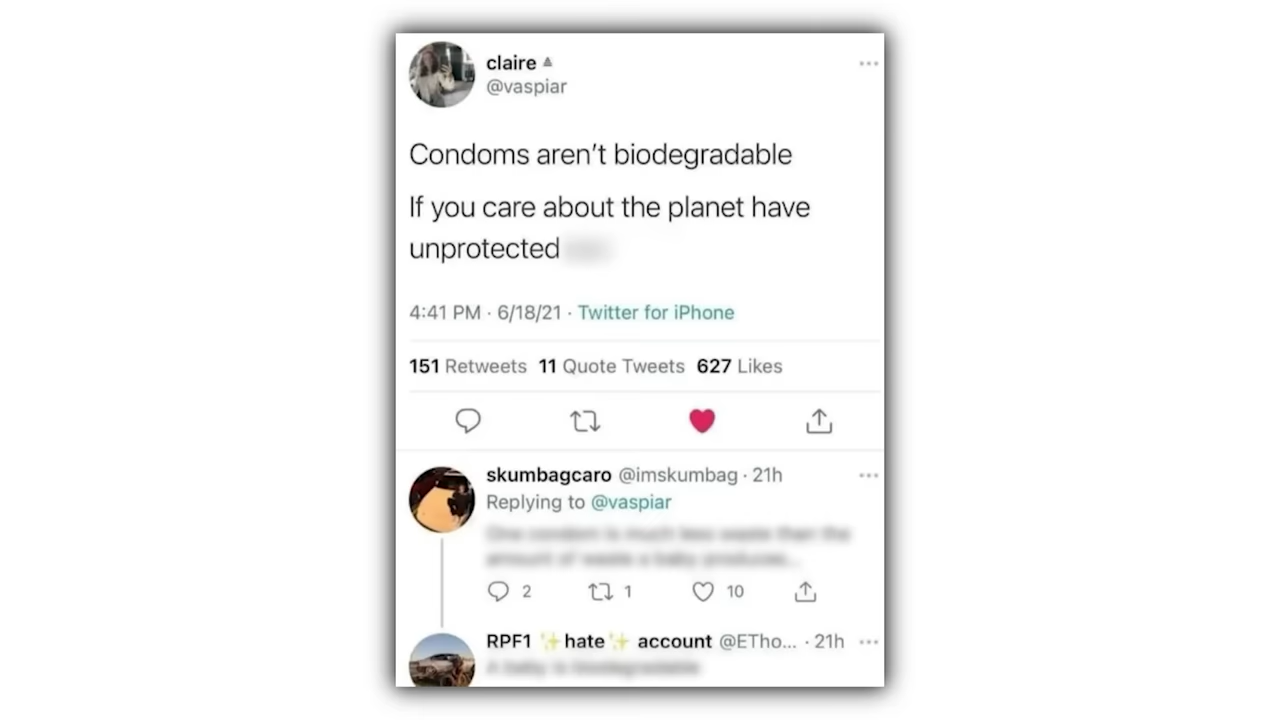 claire
@vaspiar
Condoms aren't biodegradable
If you care about the planet have
unprotected
4:41 PM · 6/18/21 · Twitter for iPhone
151 Retweets 11 Quote Tweets 627 Likes
skumbagcaro @imskumbag · 21h
Replying to @vaspiar
2 1 10
RPF1 ✨hate✨ account @ETho... · 21h